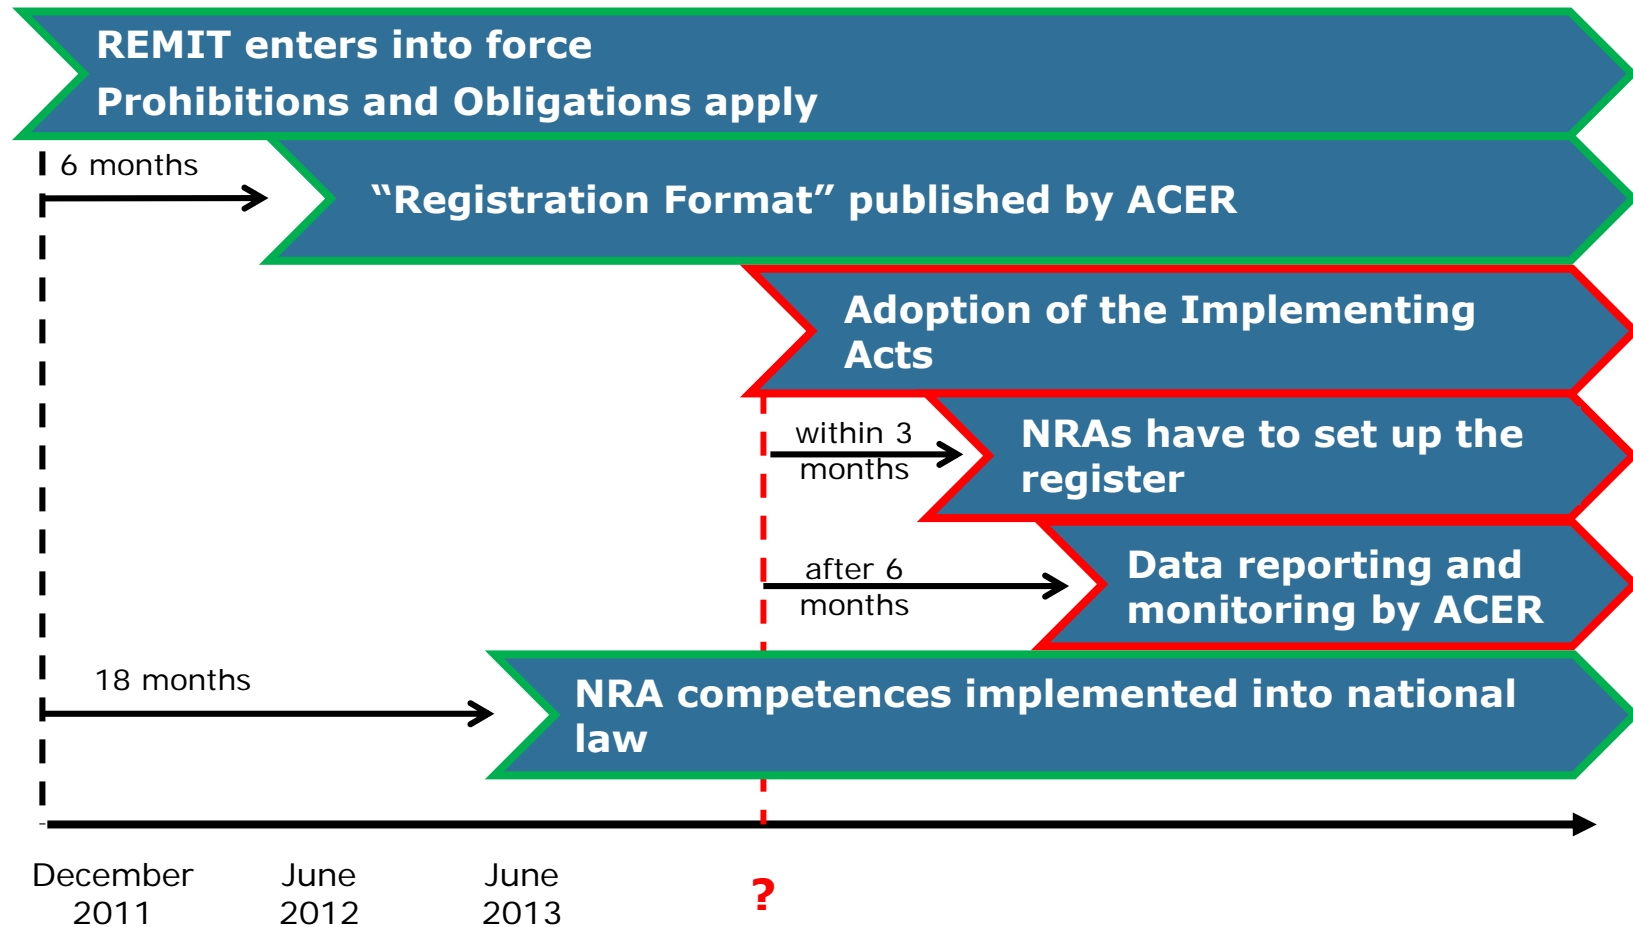 REMIT enters into force
Prohibitions and Obligations apply
6 months
“Registration Format” published by ACER
Adoption of the Implementing
Acts
within 3
months
NRAs have to set up the
register
after 6
months
Data reporting and
monitoring by ACER
18 months
NRA competences implemented into national
law
December
2011
June
2012
June
2013
?